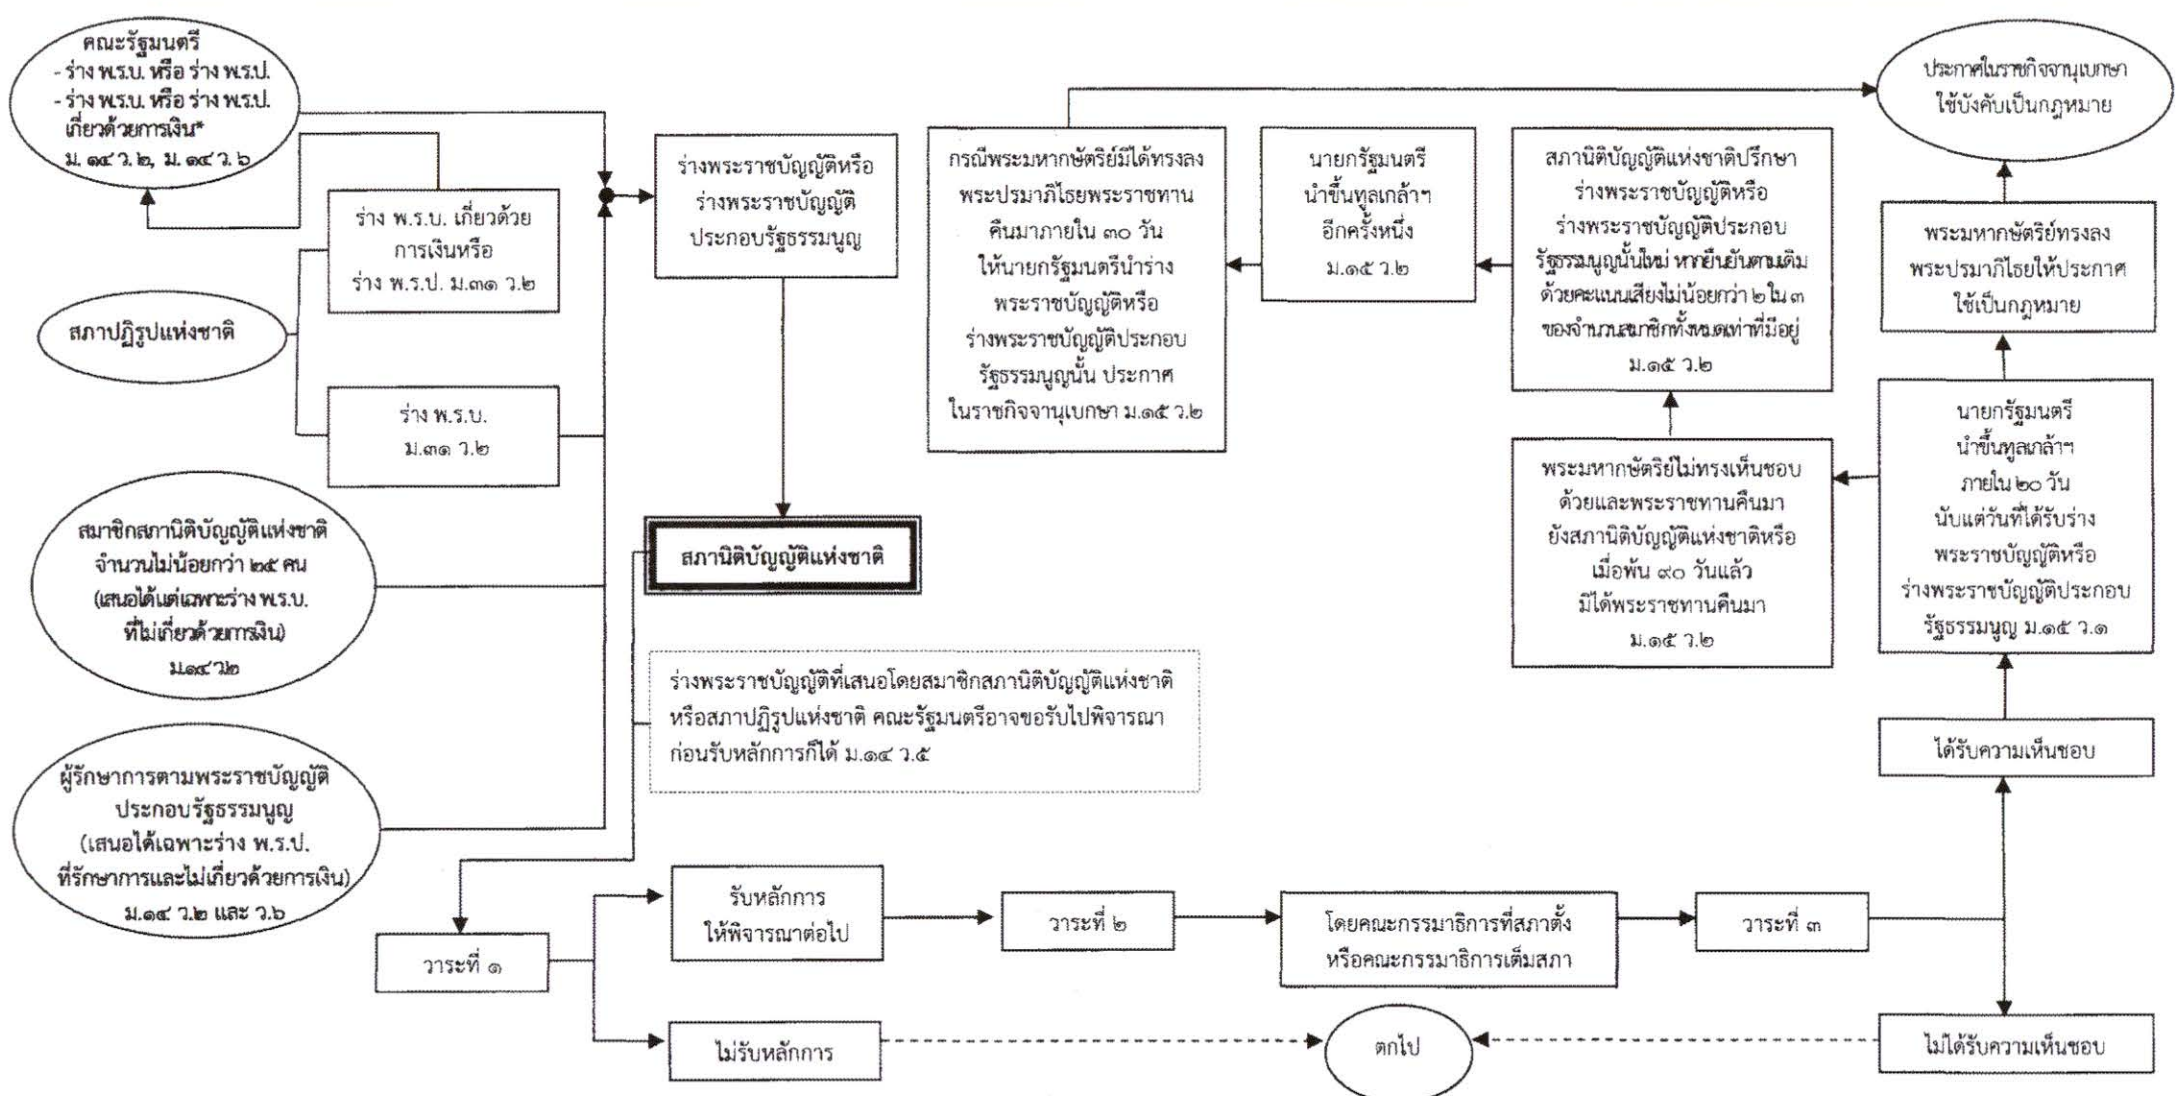 คณะรัฐมนตรี
- ร่าง พ.ร.บ. หรือ ร่าง พ.ร.ป.
- ร่าง พ.ร.บ. หรือ ร่าง พ.ร.ป.
เกี่ยวด้วยการเงิน*
ม. ๑๔ ว. ๒, ม. ๑๔ ว. ๖
ร่าง พ.ร.บ. เกี่ยวด้วย
การเงินหรือ
ร่าง พ.ร.ป. ม.๓๑ ว.๒
สภาปฏิรูปแห่งชาติ
ร่าง พ.ร.บ.
ม.๓๑ ว.๒
สมาชิกสภานิติบัญญัติแห่งชาติ
จำนวนไม่น้อยกว่า ๒๕ คน
(เสนอได้แต่เฉพาะร่าง พ.ร.บ.
ที่ไม่เกี่ยวด้วยการเงิน)
ม.๑๔ ว.๒
ผู้รักษาการตามพระราชบัญญัติ
ประกอบรัฐธรรมนูญ
(เสนอได้เฉพาะร่าง พ.ร.ป.
ที่รักษาการและไม่เกี่ยวด้วยการเงิน)
ม.๑๔ ว.๒ และ ว.๖
ร่างพระราชบัญญัติหรือ
ร่างพระราชบัญญัติ
ประกอบรัฐธรรมนูญ
สภานิติบัญญัติแห่งชาติ
ร่างพระราชบัญญัติที่เสนอโดยสมาชิกสภานิติบัญญัติแห่งชาติ
หรือสภาปฏิรูปแห่งชาติ คณะรัฐมนตรีอาจขอรับไปพิจารณา
ก่อนรับหลักการก็ได้ ม.๑๔ ว.๕
วาระที่ ๑
รับหลักการ
ให้พิจารณาต่อไป
ไม่รับหลักการ
วาระที่ ๒
โดยคณะกรรมาธิการที่สภาตั้ง
หรือคณะกรรมาธิการเต็มสภา
วาระที่ ๓
ตกไป
ไม่ได้รับความเห็นชอบ
ได้รับความเห็นชอบ
นายกรัฐมนตรี
นำขึ้นทูลเกล้าฯ
ภายใน ๒๐ วัน
นับแต่วันที่ได้รับร่าง
พระราชบัญญัติหรือ
ร่างพระราชบัญญัติประกอบ
รัฐธรรมนูญ ม.๑๕ ว.๑
พระมหากษัตริย์ทรงลง
พระปรมาภิไธยให้ประกาศ
ใช้เป็นกฎหมาย
ประกาศในราชกิจจานุเบกษา
ใช้บังคับเป็นกฎหมาย
พระมหากษัตริย์ไม่ทรงเห็นชอบ
ด้วยและพระราชทานคืนมา
ยังสภานิติบัญญัติแห่งชาติหรือ
เมื่อพ้น ๙๐ วันแล้ว
มิได้พระราชทานคืนมา
ม.๑๕ ว.๒
สภานิติบัญญัติแห่งชาติปรึกษา
ร่างพระราชบัญญัติหรือ
ร่างพระราชบัญญัติประกอบ
รัฐธรรมนูญนั้นใหม่ หากยืนยันตามเดิม
ด้วยคะแนนเสียงไม่น้อยกว่า ๒ ใน ๓
ของจำนวนสมาชิกทั้งหมดเท่าที่มีอยู่
ม.๑๕ ว.๒
นายกรัฐมนตรี
นำขึ้นทูลเกล้าฯ
อีกครั้งหนึ่ง
ม.๑๕ ว.๒
กรณีพระมหากษัตริย์มิได้ทรงลง
พระปรมาภิไธยพระราชทาน
คืนมาภายใน ๓๐ วัน
ให้นายกรัฐมนตรีนำร่าง
พระราชบัญญัติหรือ
ร่างพระราชบัญญัติประกอบ
รัฐธรรมนูญนั้น ประกาศ
ในราชกิจจานุเบกษา ม.๑๕ ว.๒